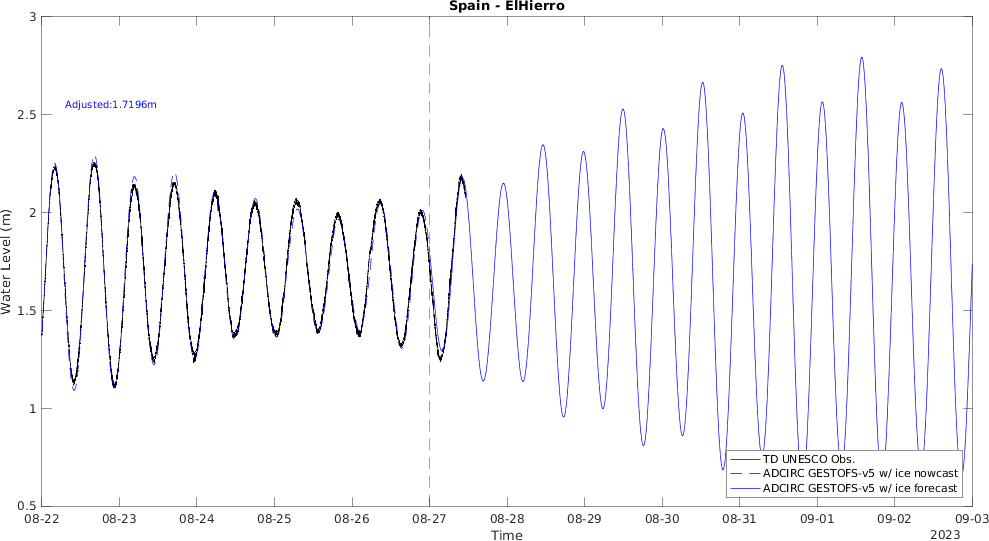 Spain - ElHierro
Adjusted:1.7196m
Water Level (m)
3
2.5
2
1.5
1
0.5
08-22 08-23 08-24 08-25 08-26 08-27 08-28 08-29 08-30 08-31 09-01 09-02 09-03
Time
2023
TD UNESCO Obs.
ADCIRC GESTOFS-v5 w/ ice nowcast
ADCIRC GESTOFS-v5 w/ ice forecast